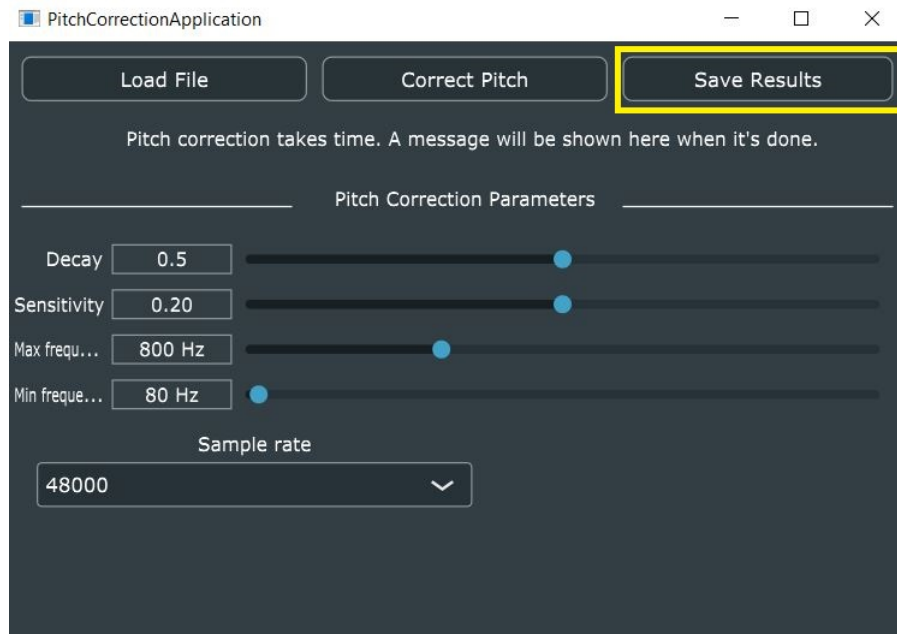 PitchCorrectionApplication
Load File Correct Pitch Save Results
Pitch correction takes time. A message will be shown here when it's done.
Pitch Correction Parameters
Decay 0.5
Sensitivity 0.20
Max frequ... 800 Hz
Min freque... 80 Hz
Sample rate
48000